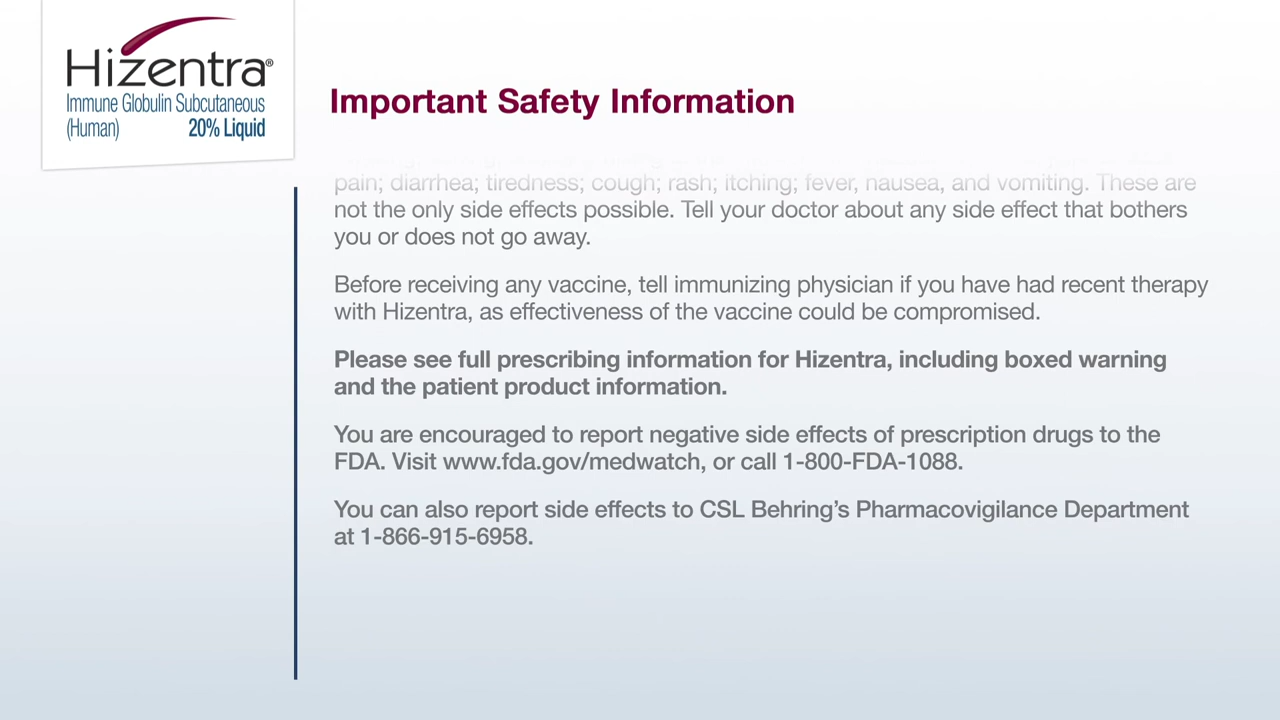 Hizentra®
Immune Globulin Subcutaneous
(Human) 20% Liquid
Important Safety Information
pain; diarrhea; tiredness; cough; rash; itching; fever, nausea, and vomiting. These are
not the only side effects possible. Tell your doctor about any side effect that bothers
you or does not go away.
Before receiving any vaccine, tell immunizing physician if you have had recent therapy
with Hizentra, as effectiveness of the vaccine could be compromised.
Please see full prescribing information for Hizentra, including boxed warning
and the patient product information.
You are encouraged to report negative side effects of prescription drugs to the
FDA. Visit www.fda.gov/medwatch, or call 1-800-FDA-1088.
You can also report side effects to CSL Behring’s Pharmacovigilance Department
at 1-866-915-6958.